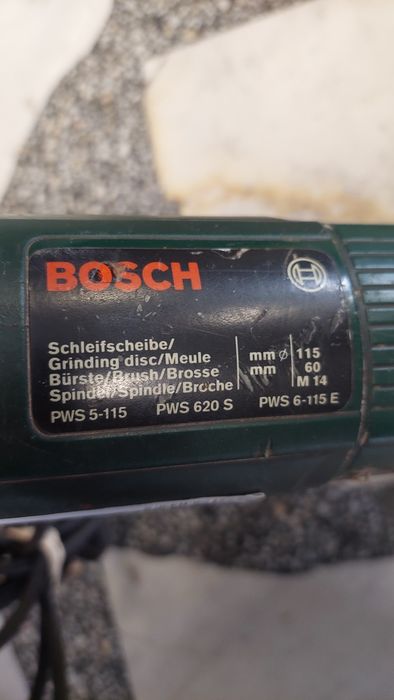 BOSCH
Schleifscheibe/
Grinding disc/Meule mm ø 115
Bürste/Brush/Brosse mm 60
Spindel/Spindle/Broche M 14
PWS 5-115 PWS 620 S PWS 6-115 E